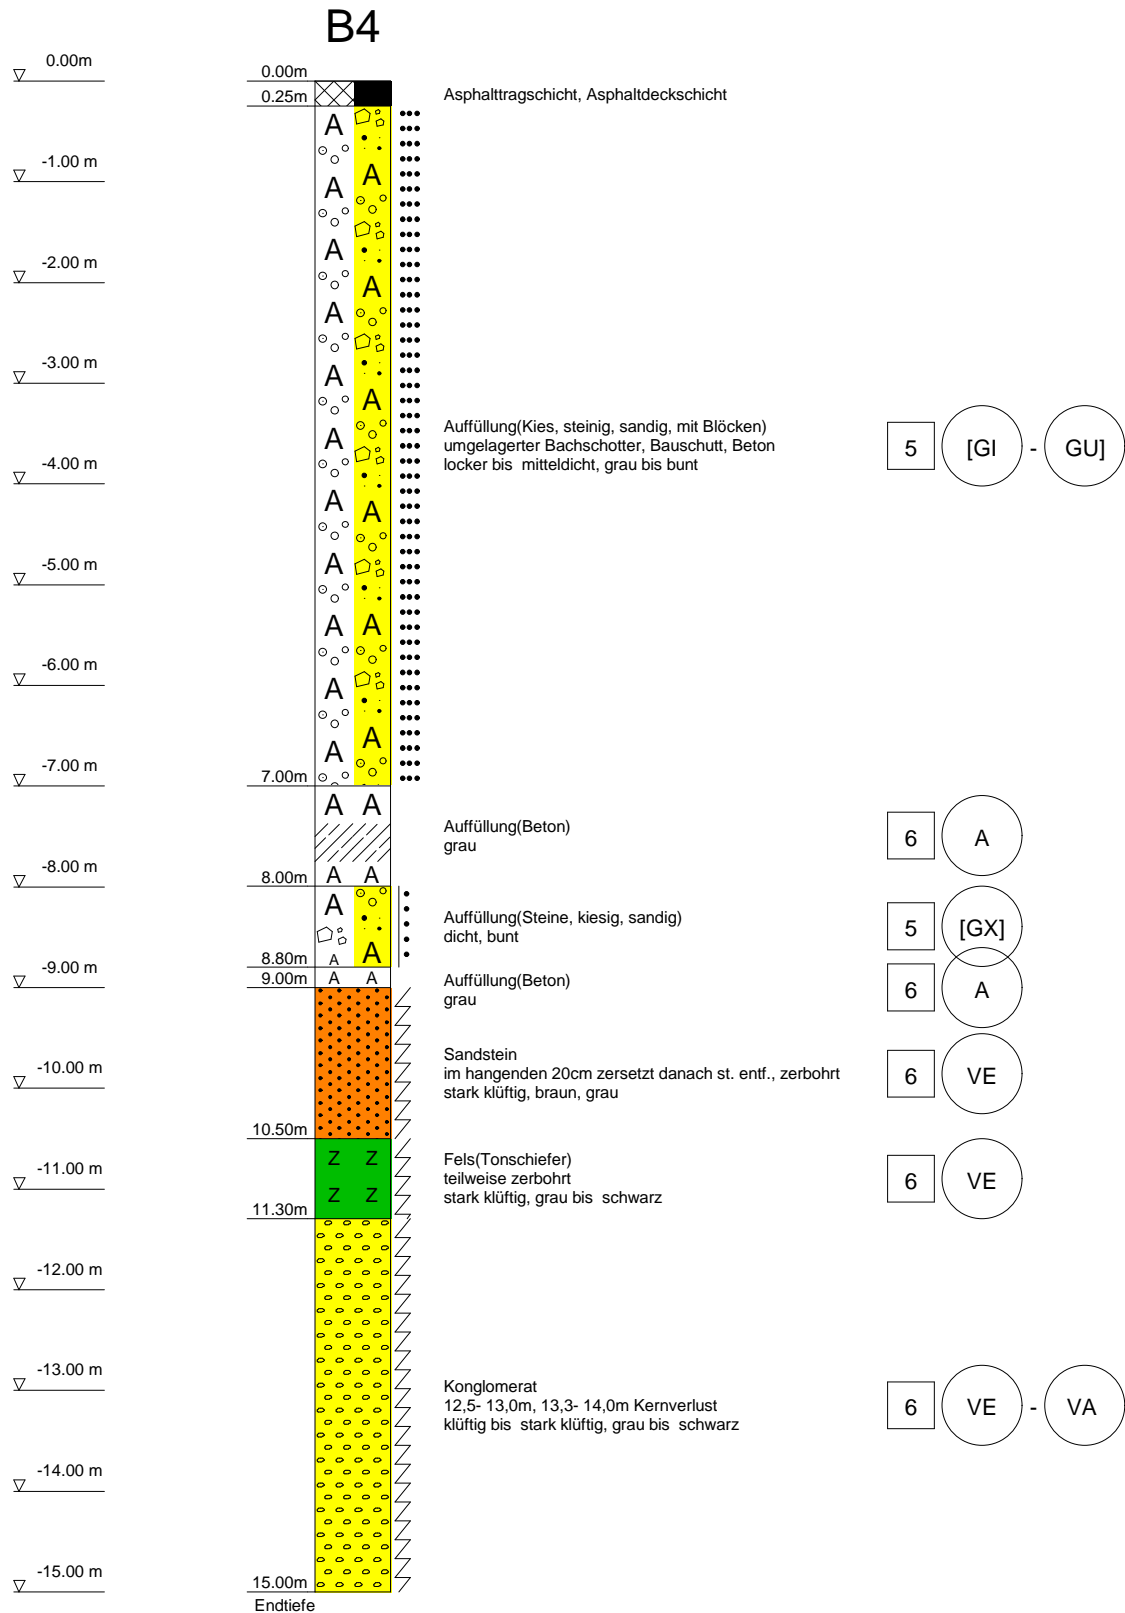 B4
0.00m
0.00m
0.25m
Asphalttragschicht, Asphaltdeckschicht
A
A
-1.00 m
A
A
A
-2.00 m
A
A
A
-3.00 m
A
A
Auffüllung(Kies, steinig, sandig, mit Blöcken)
umgelagerter Bachschotter, Bauschutt, Beton
locker bis mitteldicht, grau bis bunt
5 [GI - GU]
A
-4.00 m
A
A
-5.00 m
A
A A
-6.00 m
A
A
A
-7.00 m
7.00m
A A
Auffüllung(Beton)
grau
6 A
-8.00 m
8.00m
A A
A
Auffüllung(Steine, kiesig, sandig)
dicht, bunt
5 [GX]
A A
8.80m
-9.00 m
9.00m
A A
Auffüllung(Beton)
grau
6 A
Sandstein
im hangenden 20cm zersetzt danach st. entf., zerbohrt
stark klüftig, braun, grau
6 VE
-10.00 m
10.50m
Z Z
Z Z
Fels(Tonschiefer)
teilweise zerbohrt
stark klüftig, grau bis schwarz
6 VE
-11.00 m
11.30m
-12.00 m
-13.00 m
Konglomerat
12,5- 13,0m, 13,3- 14,0m Kernverlust
klüftig bis stark klüftig, grau bis schwarz
6 VE - VA
-14.00 m
-15.00 m
15.00m
Endtiefe